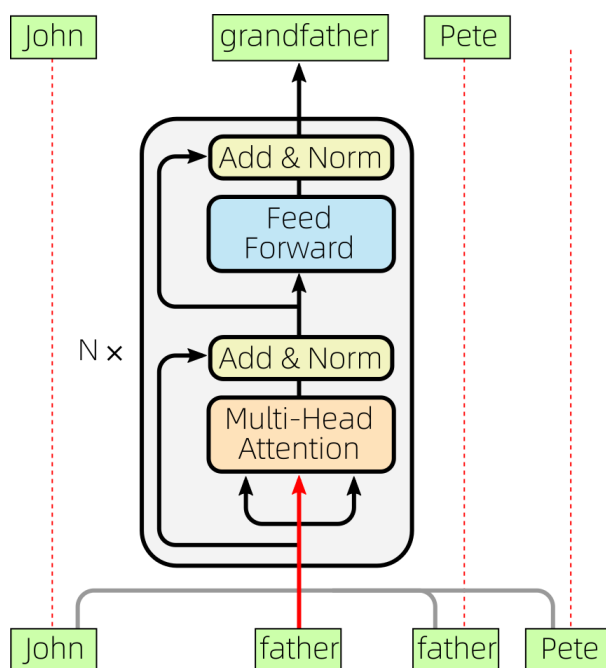 John
grandfather
Pete
Add & Norm
Feed
Forward
N ×
Add & Norm
Multi-Head
Attention
John
father
father
Pete